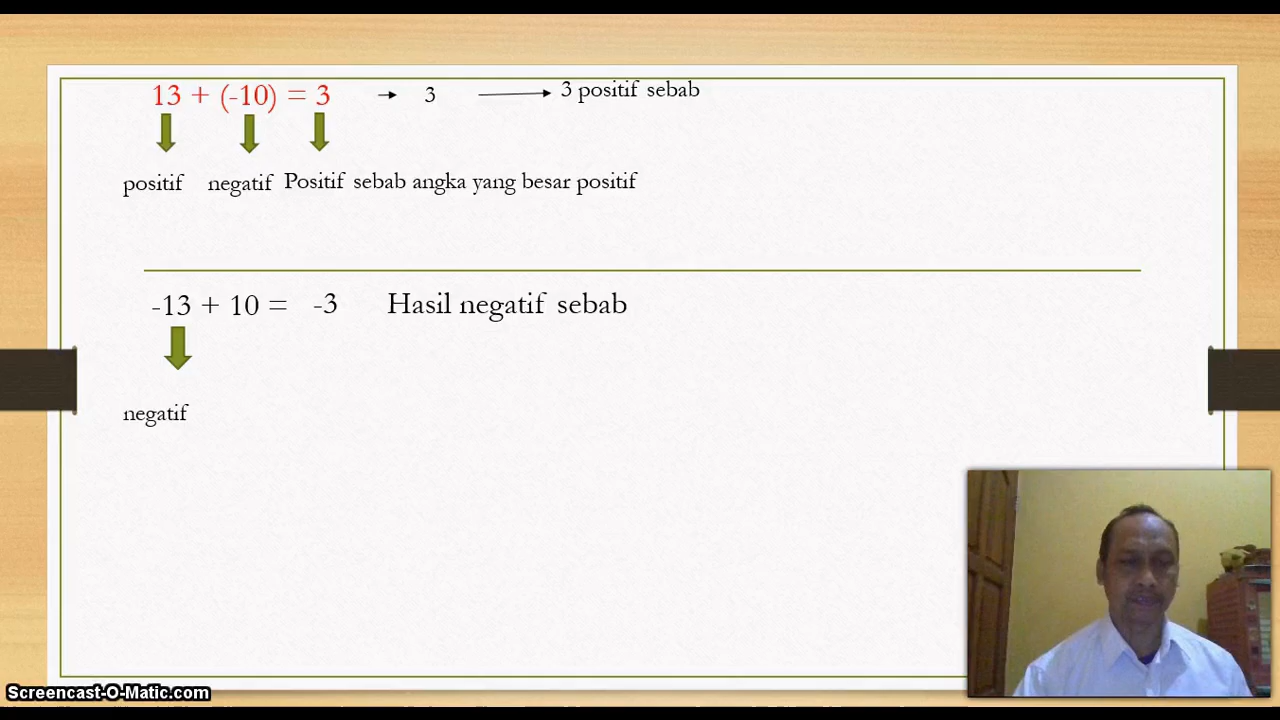 13 + (-10) = 3 → 3 → 3 positif sebab
positif negatif Positif sebab angka yang besar positif
-13 + 10 = -3 Hasil negatif sebab
negatif
Screencast-O-Matic.com